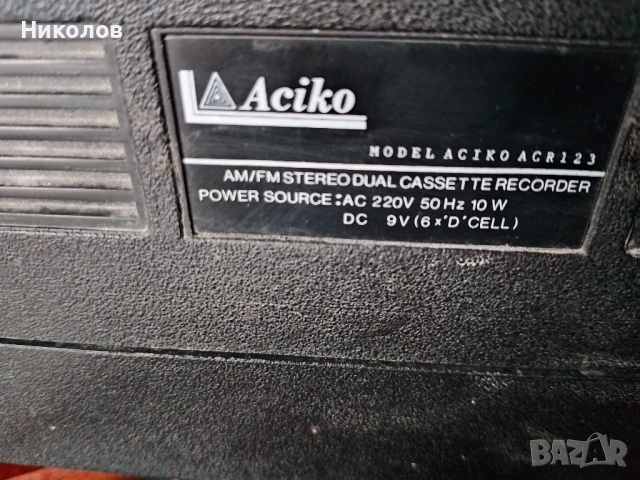 Николов
Aciko
MODEL ACIKO ACR123
AM/FM STEREO DUAL CASSETTE RECORDER
POWER SOURCE:AC 220V 50Hz 10W
DC 9V (6×"D"CELL)
BAZAR